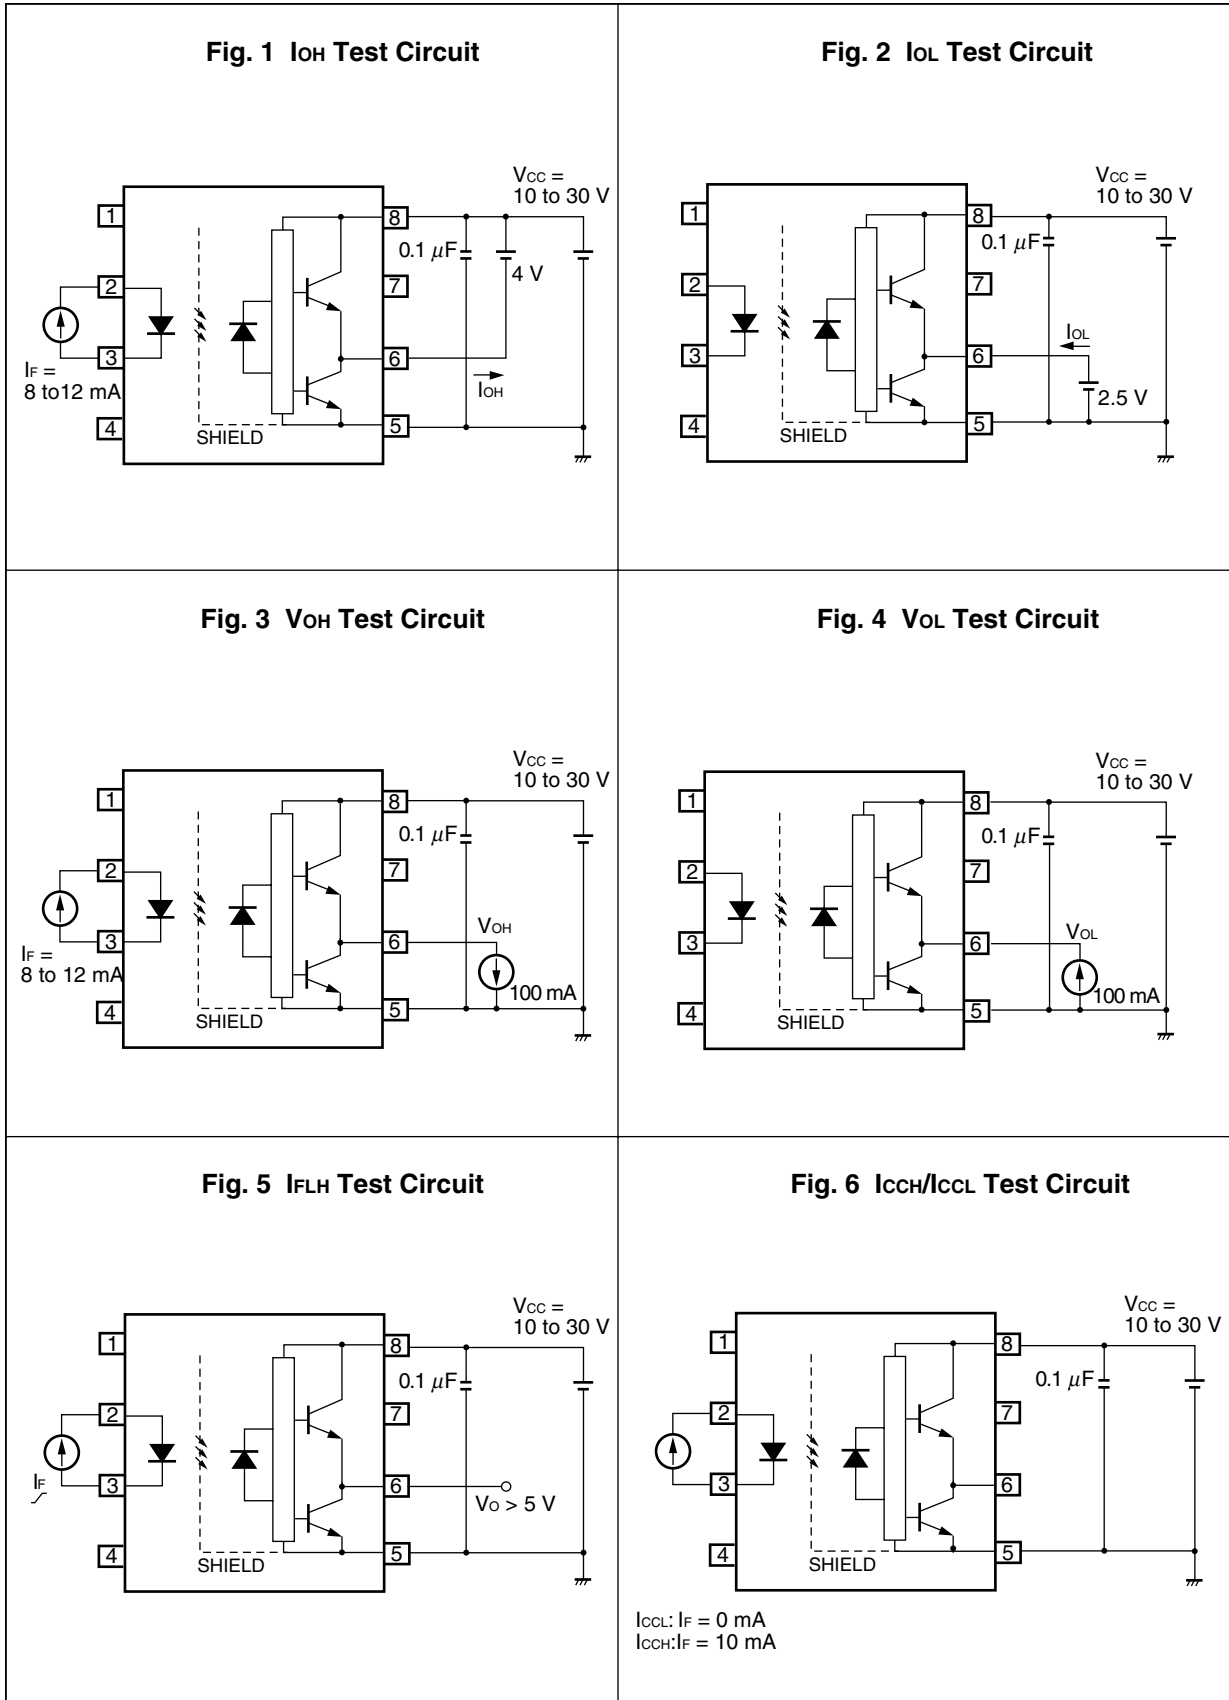 Fig. 1 IOH Test Circuit
VCC =
10 to 30 V
1
8
0.1 μF
4 V
2
7
3
6
IF =
8 to12 mA
IOH
4
SHIELD
5
Fig. 2 IOL Test Circuit
VCC =
10 to 30 V
1
8
0.1 μF
2
7
IOL
3
6
2.5 V
4
SHIELD
5
Fig. 3 VOH Test Circuit
VCC =
10 to 30 V
1
8
0.1 μF
2
7
VOH
3
6
IF =
8 to 12 mA
100 mA
4
SHIELD
5
Fig. 4 VOL Test Circuit
VCC =
10 to 30 V
1
8
0.1 μF
2
7
VOL
3
6
100 mA
4
SHIELD
5
Fig. 5 IFLH Test Circuit
VCC =
10 to 30 V
1
8
0.1 μF
2
7
3
6
IF
VO > 5 V
4
SHIELD
5
Fig. 6 ICCH/ICCL Test Circuit
VCC =
10 to 30 V
1
8
0.1 μF
2
7
3
6
4
SHIELD
5
ICCL: IF = 0 mA
ICCH:IF = 10 mA